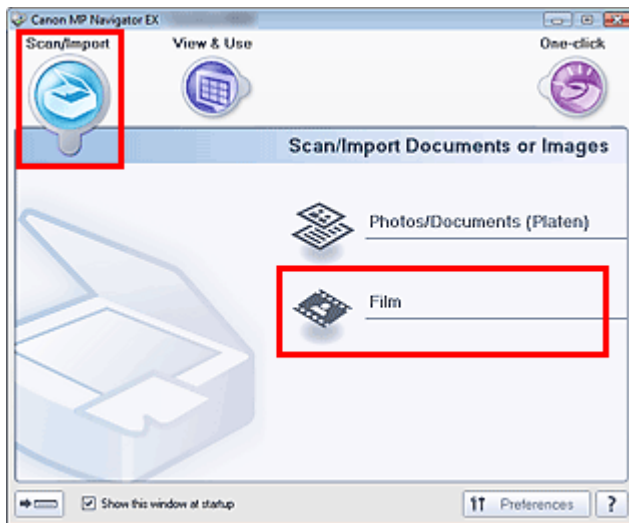 Canon MP Navigator EX
Scan/Import View & Use One-click
Scan/Import Documents or Images
Photos/Documents (Platen)
Film
Show this window at startup Preferences ?